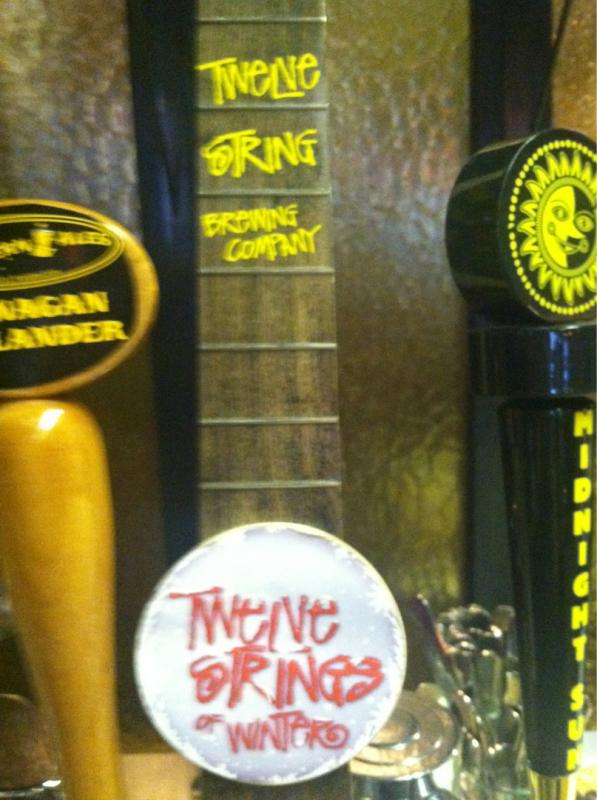 TWELVE
STRING
BREWING
COMPANY
NAGAN
LANDER
MIDNIGHT SUN
TWELVE
STRINGS
OF WINTER